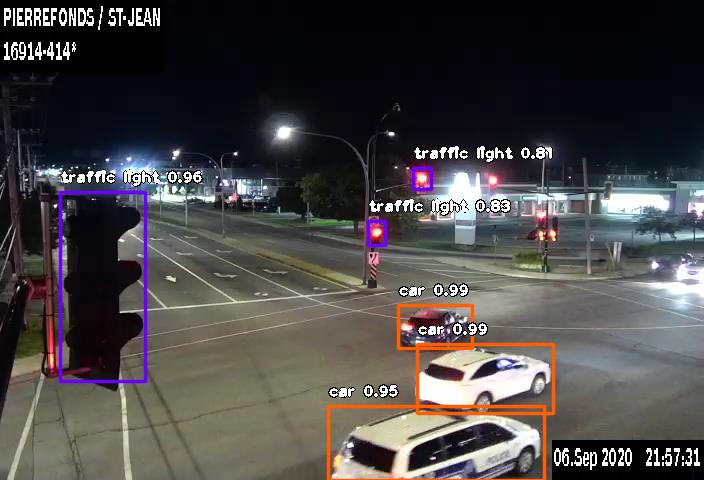 PIERREFONDS / ST-JEAN
16914-414*
traffic light 0.81
traffic light 0.96
traffic light 0.83
car 0.99
car 0.99
car 0.95
POLICE
06.Sep 2020 21:57:31